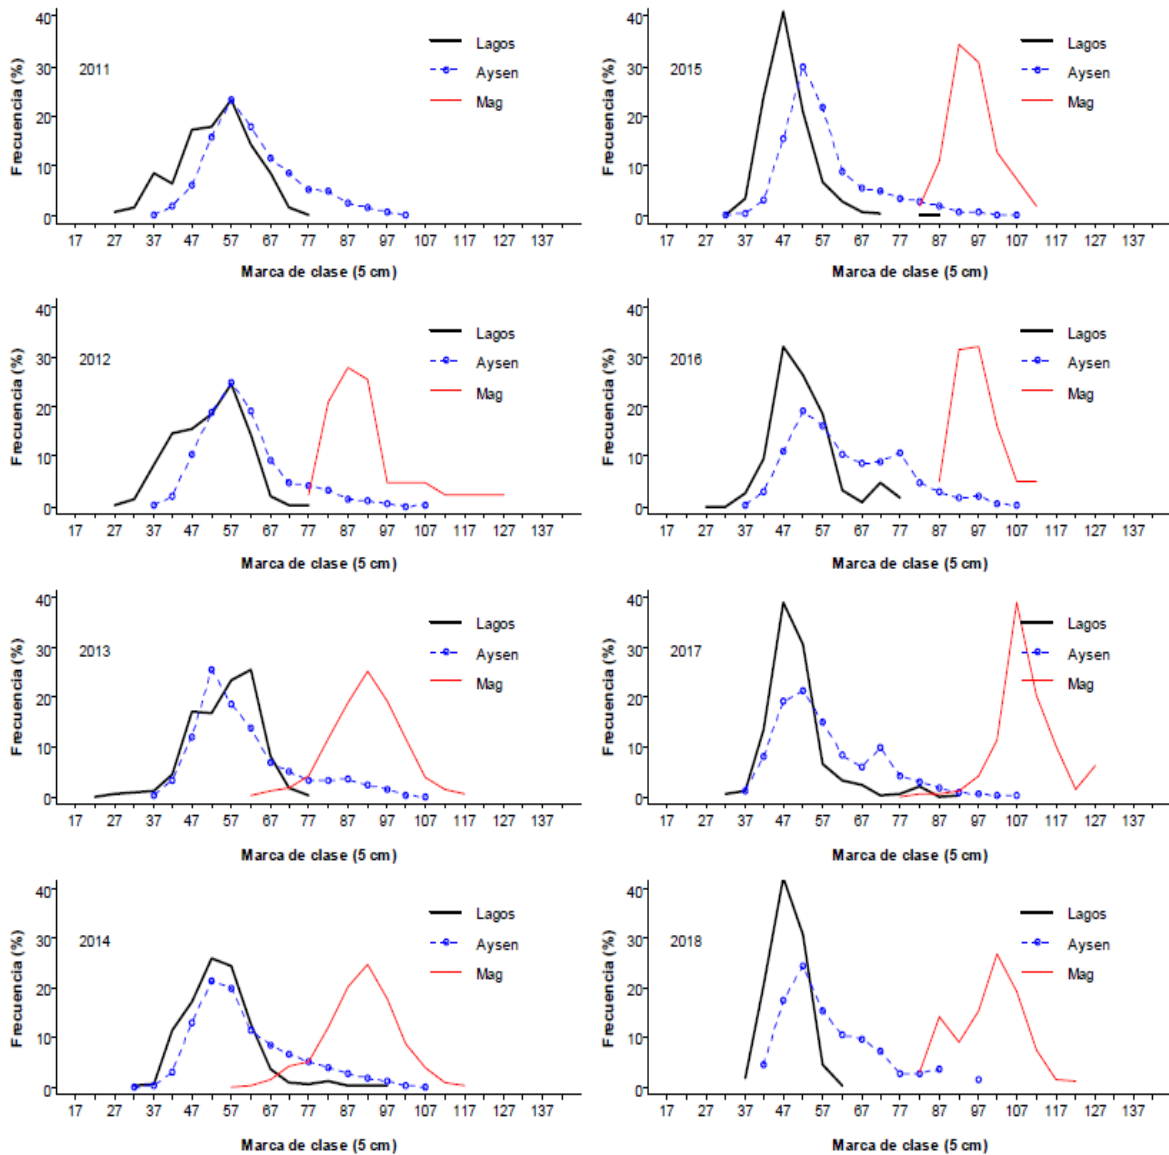 Frecuencia (%)
40
30
20
10
0
2011
Lagos
Aysen
Mag
17 27 37 47 57 67 77 87 97 107 117 127 137
Marca de clase (5 cm)
Frecuencia (%)
40
30
20
10
0
2015
Lagos
Aysen
Mag
17 27 37 47 57 67 77 87 97 107 117 127 137
Marca de clase (5 cm)
Frecuencia (%)
40
30
20
10
0
2012
Lagos
Aysen
Mag
17 27 37 47 57 67 77 87 97 107 117 127 137
Marca de clase (5 cm)
Frecuencia (%)
40
30
20
10
0
2016
Lagos
Aysen
Mag
17 27 37 47 57 67 77 87 97 107 117 127 137
Marca de clase (5 cm)
Frecuencia (%)
40
30
20
10
0
2013
Lagos
Aysen
Mag
17 27 37 47 57 67 77 87 97 107 117 127 137
Marca de clase (5 cm)
Frecuencia (%)
40
30
20
10
0
2017
Lagos
Aysen
Mag
17 27 37 47 57 67 77 87 97 107 117 127 137
Marca de clase (5 cm)
Frecuencia (%)
40
30
20
10
0
2014
Lagos
Aysen
Mag
17 27 37 47 57 67 77 87 97 107 117 127 137
Marca de clase (5 cm)
Frecuencia (%)
40
30
20
10
0
2018
Lagos
Aysen
Mag
17 27 37 47 57 67 77 87 97 107 117 127 137
Marca de clase (5 cm)